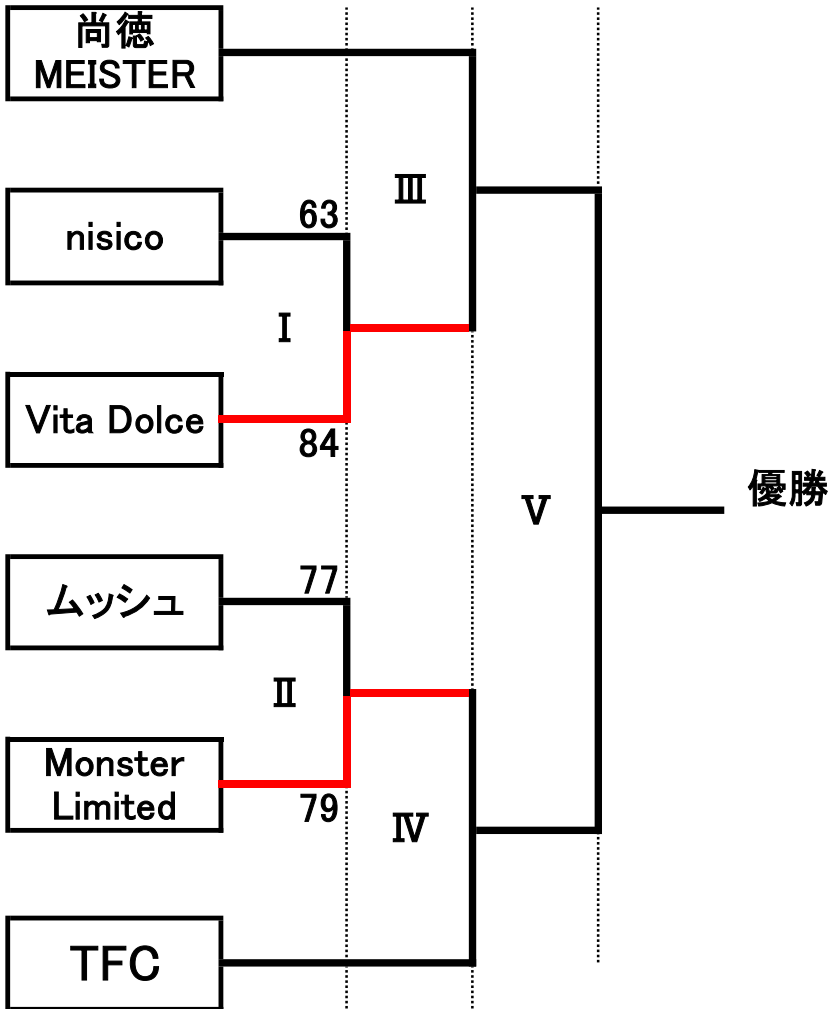 尚徳
MEISTER
Ⅲ
63
nisico
Ⅰ
Vita Dolce
84
優勝
Ⅴ
77
ムッシュ
Ⅱ
Monster
Limited
79
Ⅳ
TFC